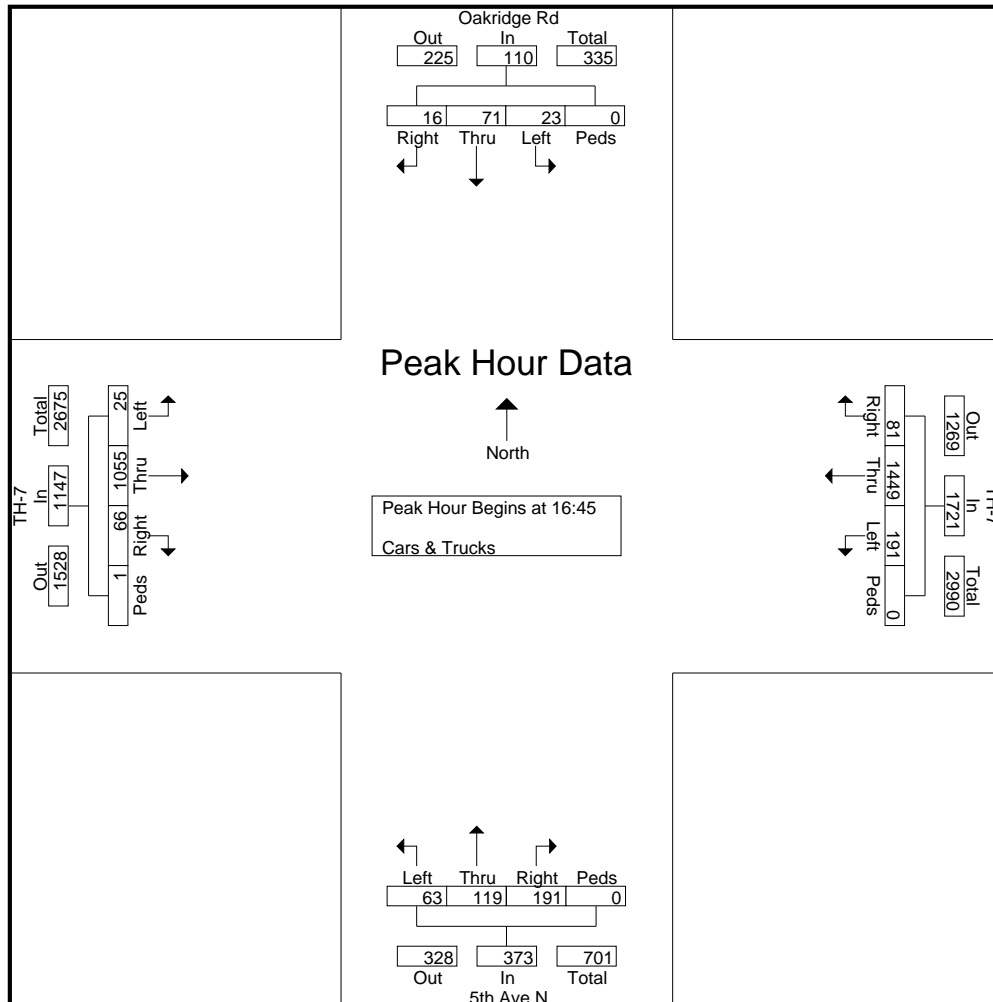 Oakridge Rd
Out In Total
225 110 335
16 71 23 0
Right Thru Left Peds
Peak Hour Data
North
Peak Hour Begins at 16:45
Cars & Trucks
TH-7
Total In Out
2675 1147 1528
25 1055 66 1
Left Thru Right Peds
Right Thru Left Peds
81 1449 191 0
Out In Total
1269 1721 2990
TH-7
Left Thru Right Peds
63 119 191 0
328 373 701
Out In Total
5th Ave N